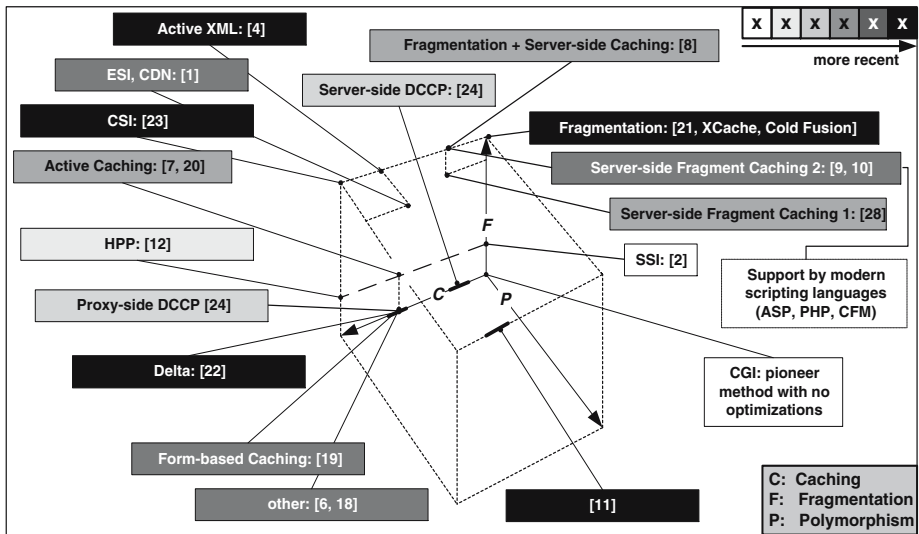 Active XML: [4]
X X X X X X
more recent
Fragmentation + Server-side Caching: [8]
ESI, CDN: [1]
Server-side DCCP: [24]
CSI: [23]
Fragmentation: [21, XCache, Cold Fusion]
Active Caching: [7, 20]
Server-side Fragment Caching 2: [9, 10]
Server-side Fragment Caching 1: [28]
F
HPP: [12]
SSI: [2]
Support by modern
scripting languages
(ASP, PHP, CFM)
C
P
Proxy-side DCCP [24]
Delta: [22]
CGI: pioneer
method with no
optimizations
Form-based Caching: [19]
other: [6, 18]
[11]
C: Caching
F: Fragmentation
P: Polymorphism